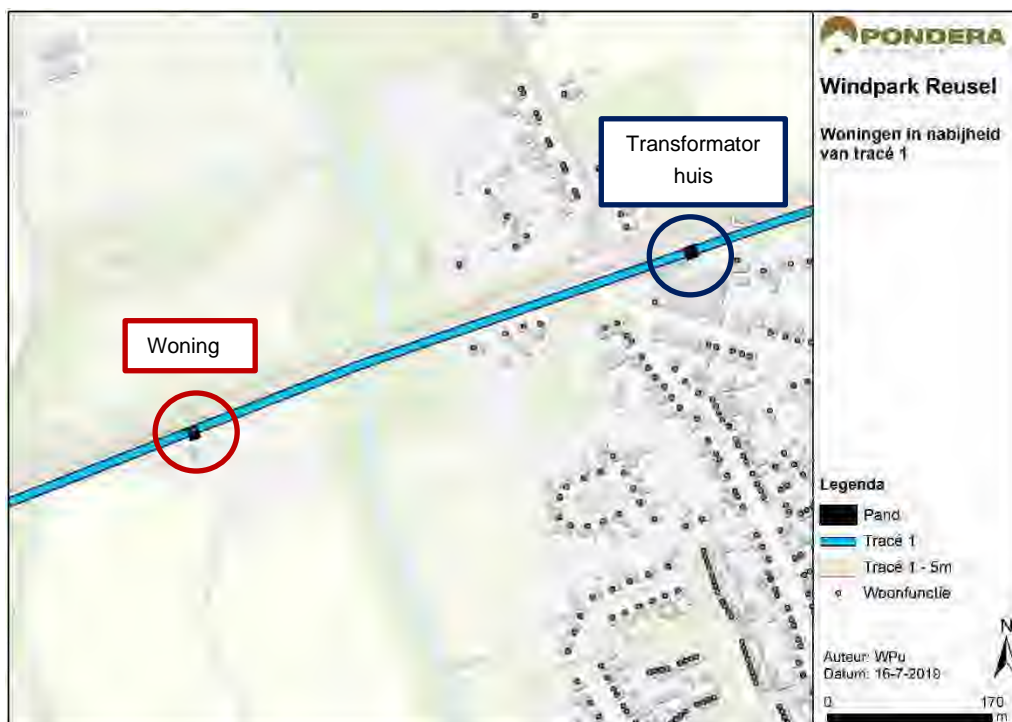 PONDERA
Windpark Reusel
Woningen in nabijheid
van tracé 1
Transformator
huis
Woning
Legenda
Pand
Tracé 1
Tracé 1 - 5m
Woonfunctie
N
Auteur: WPu
Datum: 16-7-2019
0 170
m